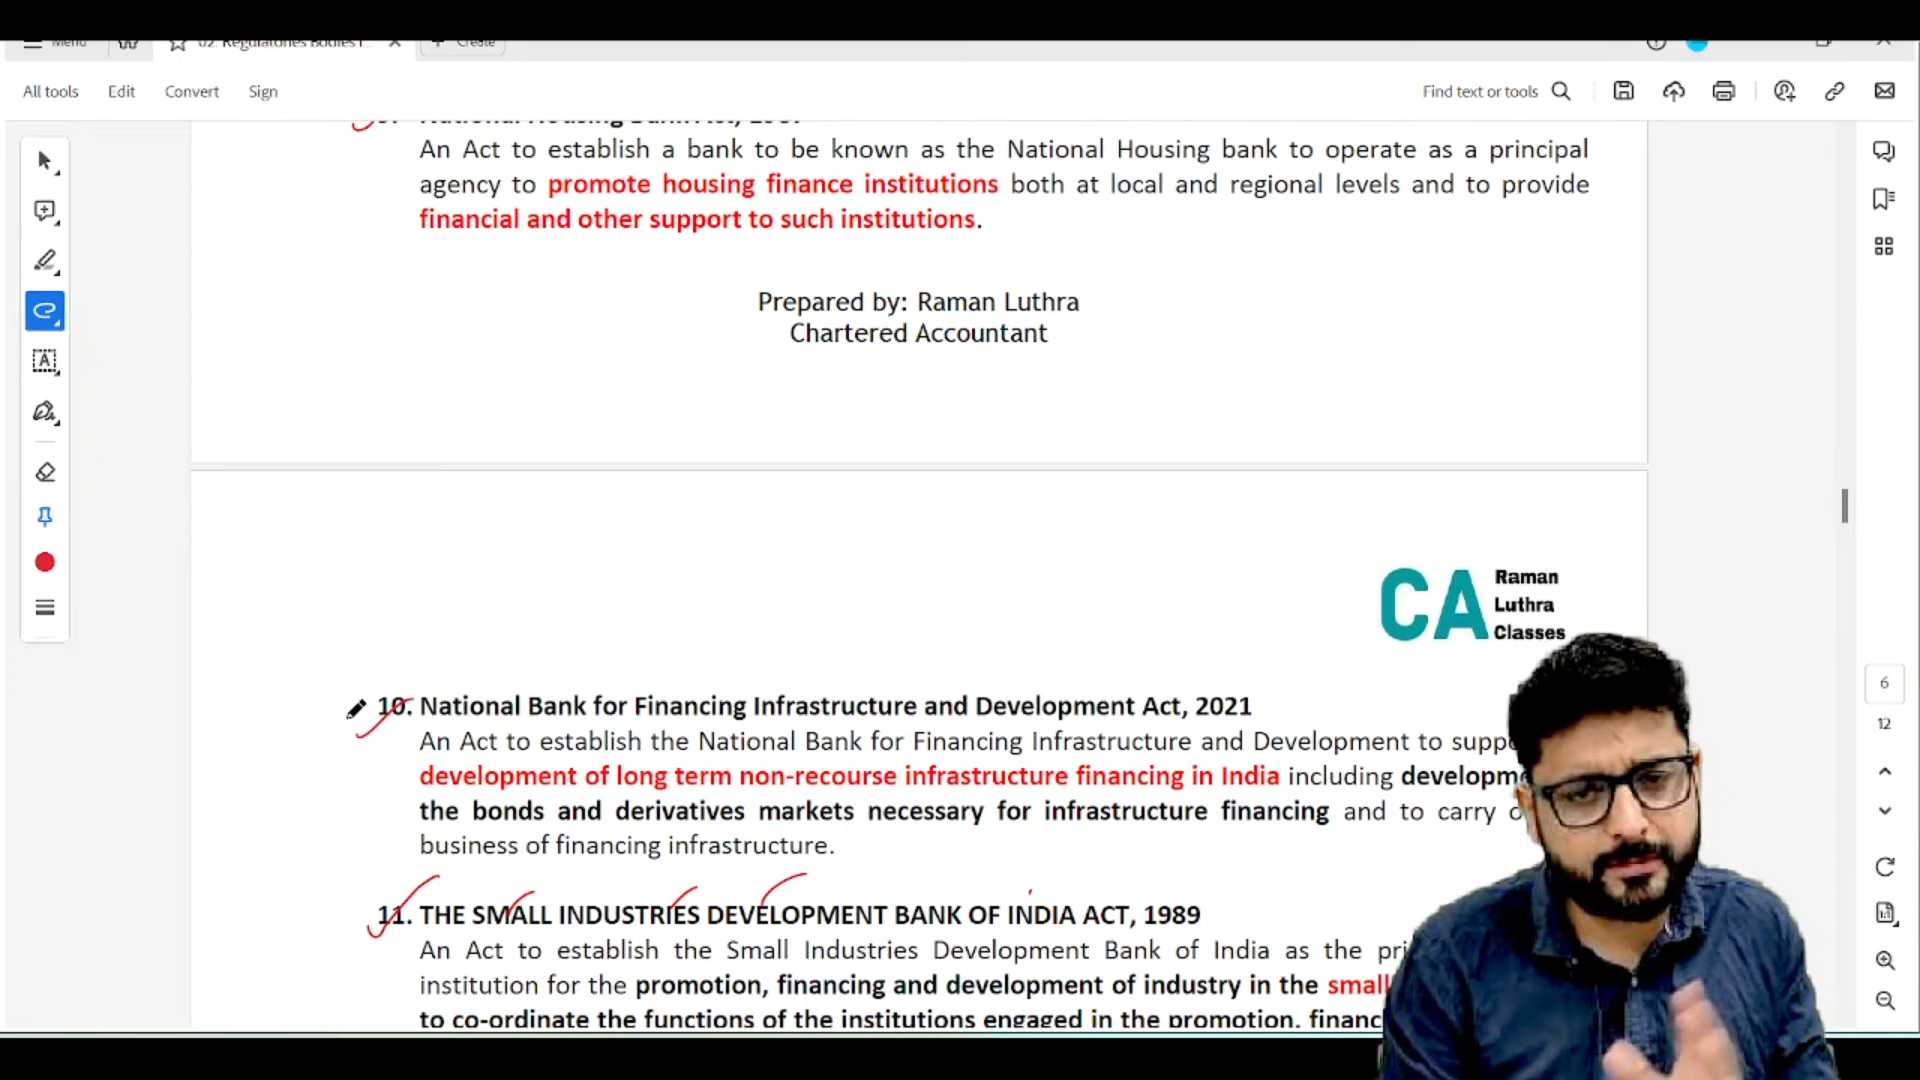 Menu
Create
All tools
Edit
Convert
Sign
Find text or tools
An Act to establish a bank to be known as the National Housing bank to operate as a principal
agency to promote housing finance institutions both at local and regional levels and to provide
financial and other support to such institutions.
Prepared by: Raman Luthra
Chartered Accountant
CA Raman
Luthra
Classes
6
12
10. National Bank for Financing Infrastructure and Development Act, 2021
An Act to establish the National Bank for Financing Infrastructure and Development to supp
development of long term non-recourse infrastructure financing in India including developm
the bonds and derivatives markets necessary for infrastructure financing and to carry o
business of financing infrastructure.
11. THE SMALL INDUSTRIES DEVELOPMENT BANK OF INDIA ACT, 1989
An Act to establish the Small Industries Development Bank of India as the pri
institution for the promotion, financing and development of industry in the small
to co-ordinate the functions of the institutions engaged in the promotion, financ